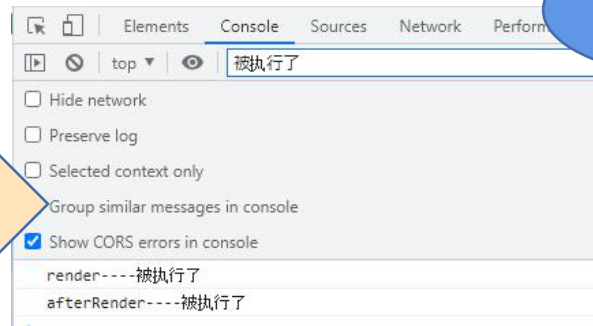 Elements Console Sources Network Perform
top ▼ 被执行了
Hide network
Preserve log
Selected context only
Group similar messages in console
Show CORS errors in console
render----被执行了
afterRender----被执行了